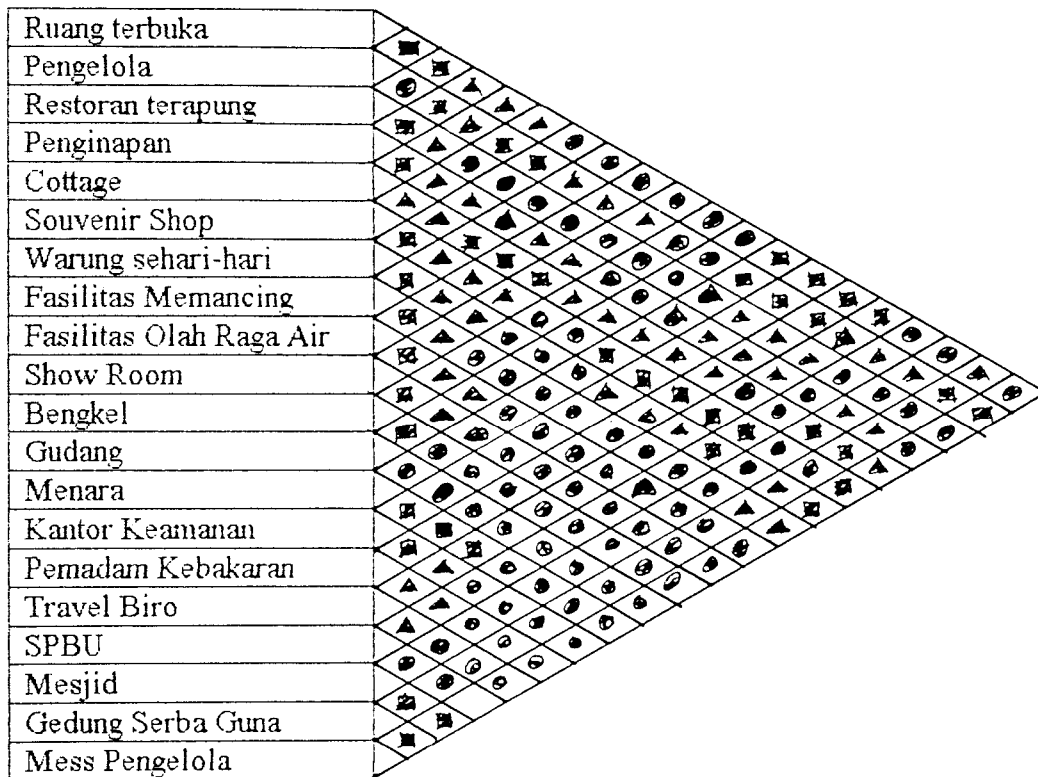 Ruang terbuka
Pengelola
Restoran terapung
Penginapan
Cottage
Souvenir Shop
Warung sehari-hari
Fasilitas Memancing
Fasilitas Olah Raga Air
Show Room
Bengkel
Gudang
Menara
Kantor Keamanan
Pemadam Kebakaran
Travel Biro
SPBU
Mesjid
Gedung Serba Guna
Mess Pengelola